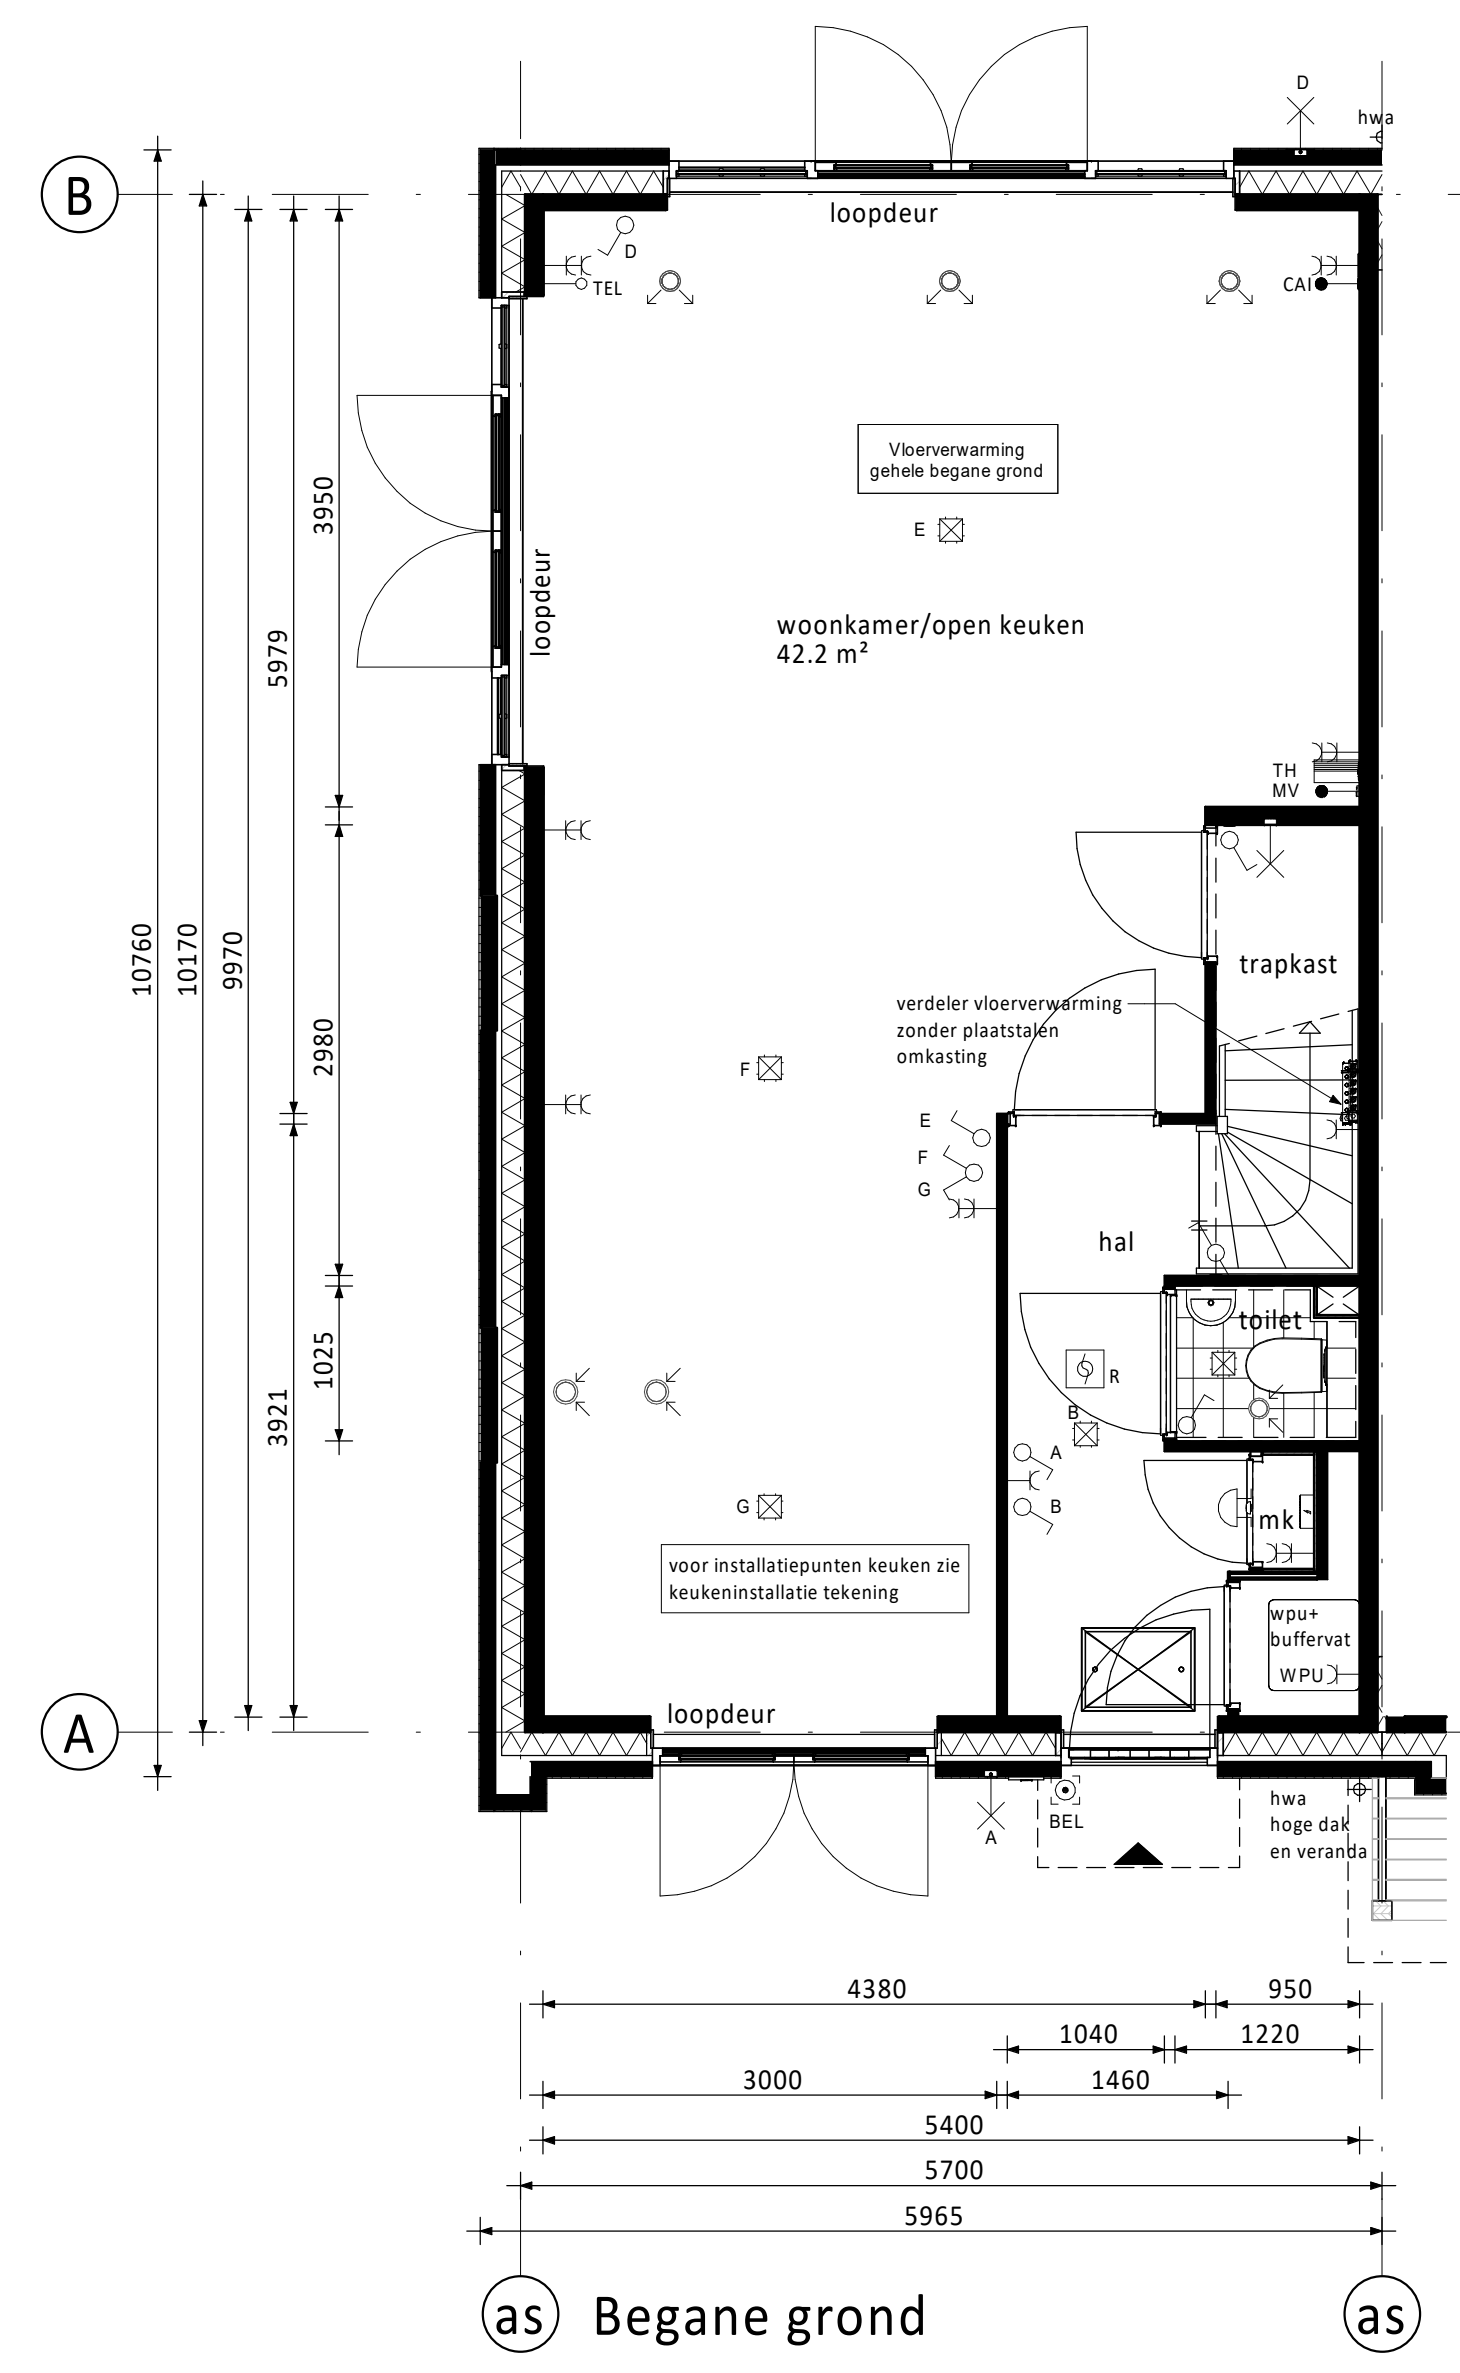 D
hwa
B
loopdeur
D
TEL
CAI
Vloerverwarming
gehele begane grond
3950
E
loopdeur
woonkamer/open keuken
42.2 m²
5979
TH
MV
10760
10170
9970
trapkast
verdeler vloerverwarming
zonder plaatstalen
omkasting
2980
F
E
F
G
hal
toilet
1025
R
3921
B
A
B
G
mk
voor installatiepunten keuken zie
keukeninstallatie tekening
wpu+
buffervat
WPU
loopdeur
A
hwa
hoge dak
en veranda
BEL
A
4380
950
1040
1220
3000
1460
5400
5700
5965
as
Begane grond
as